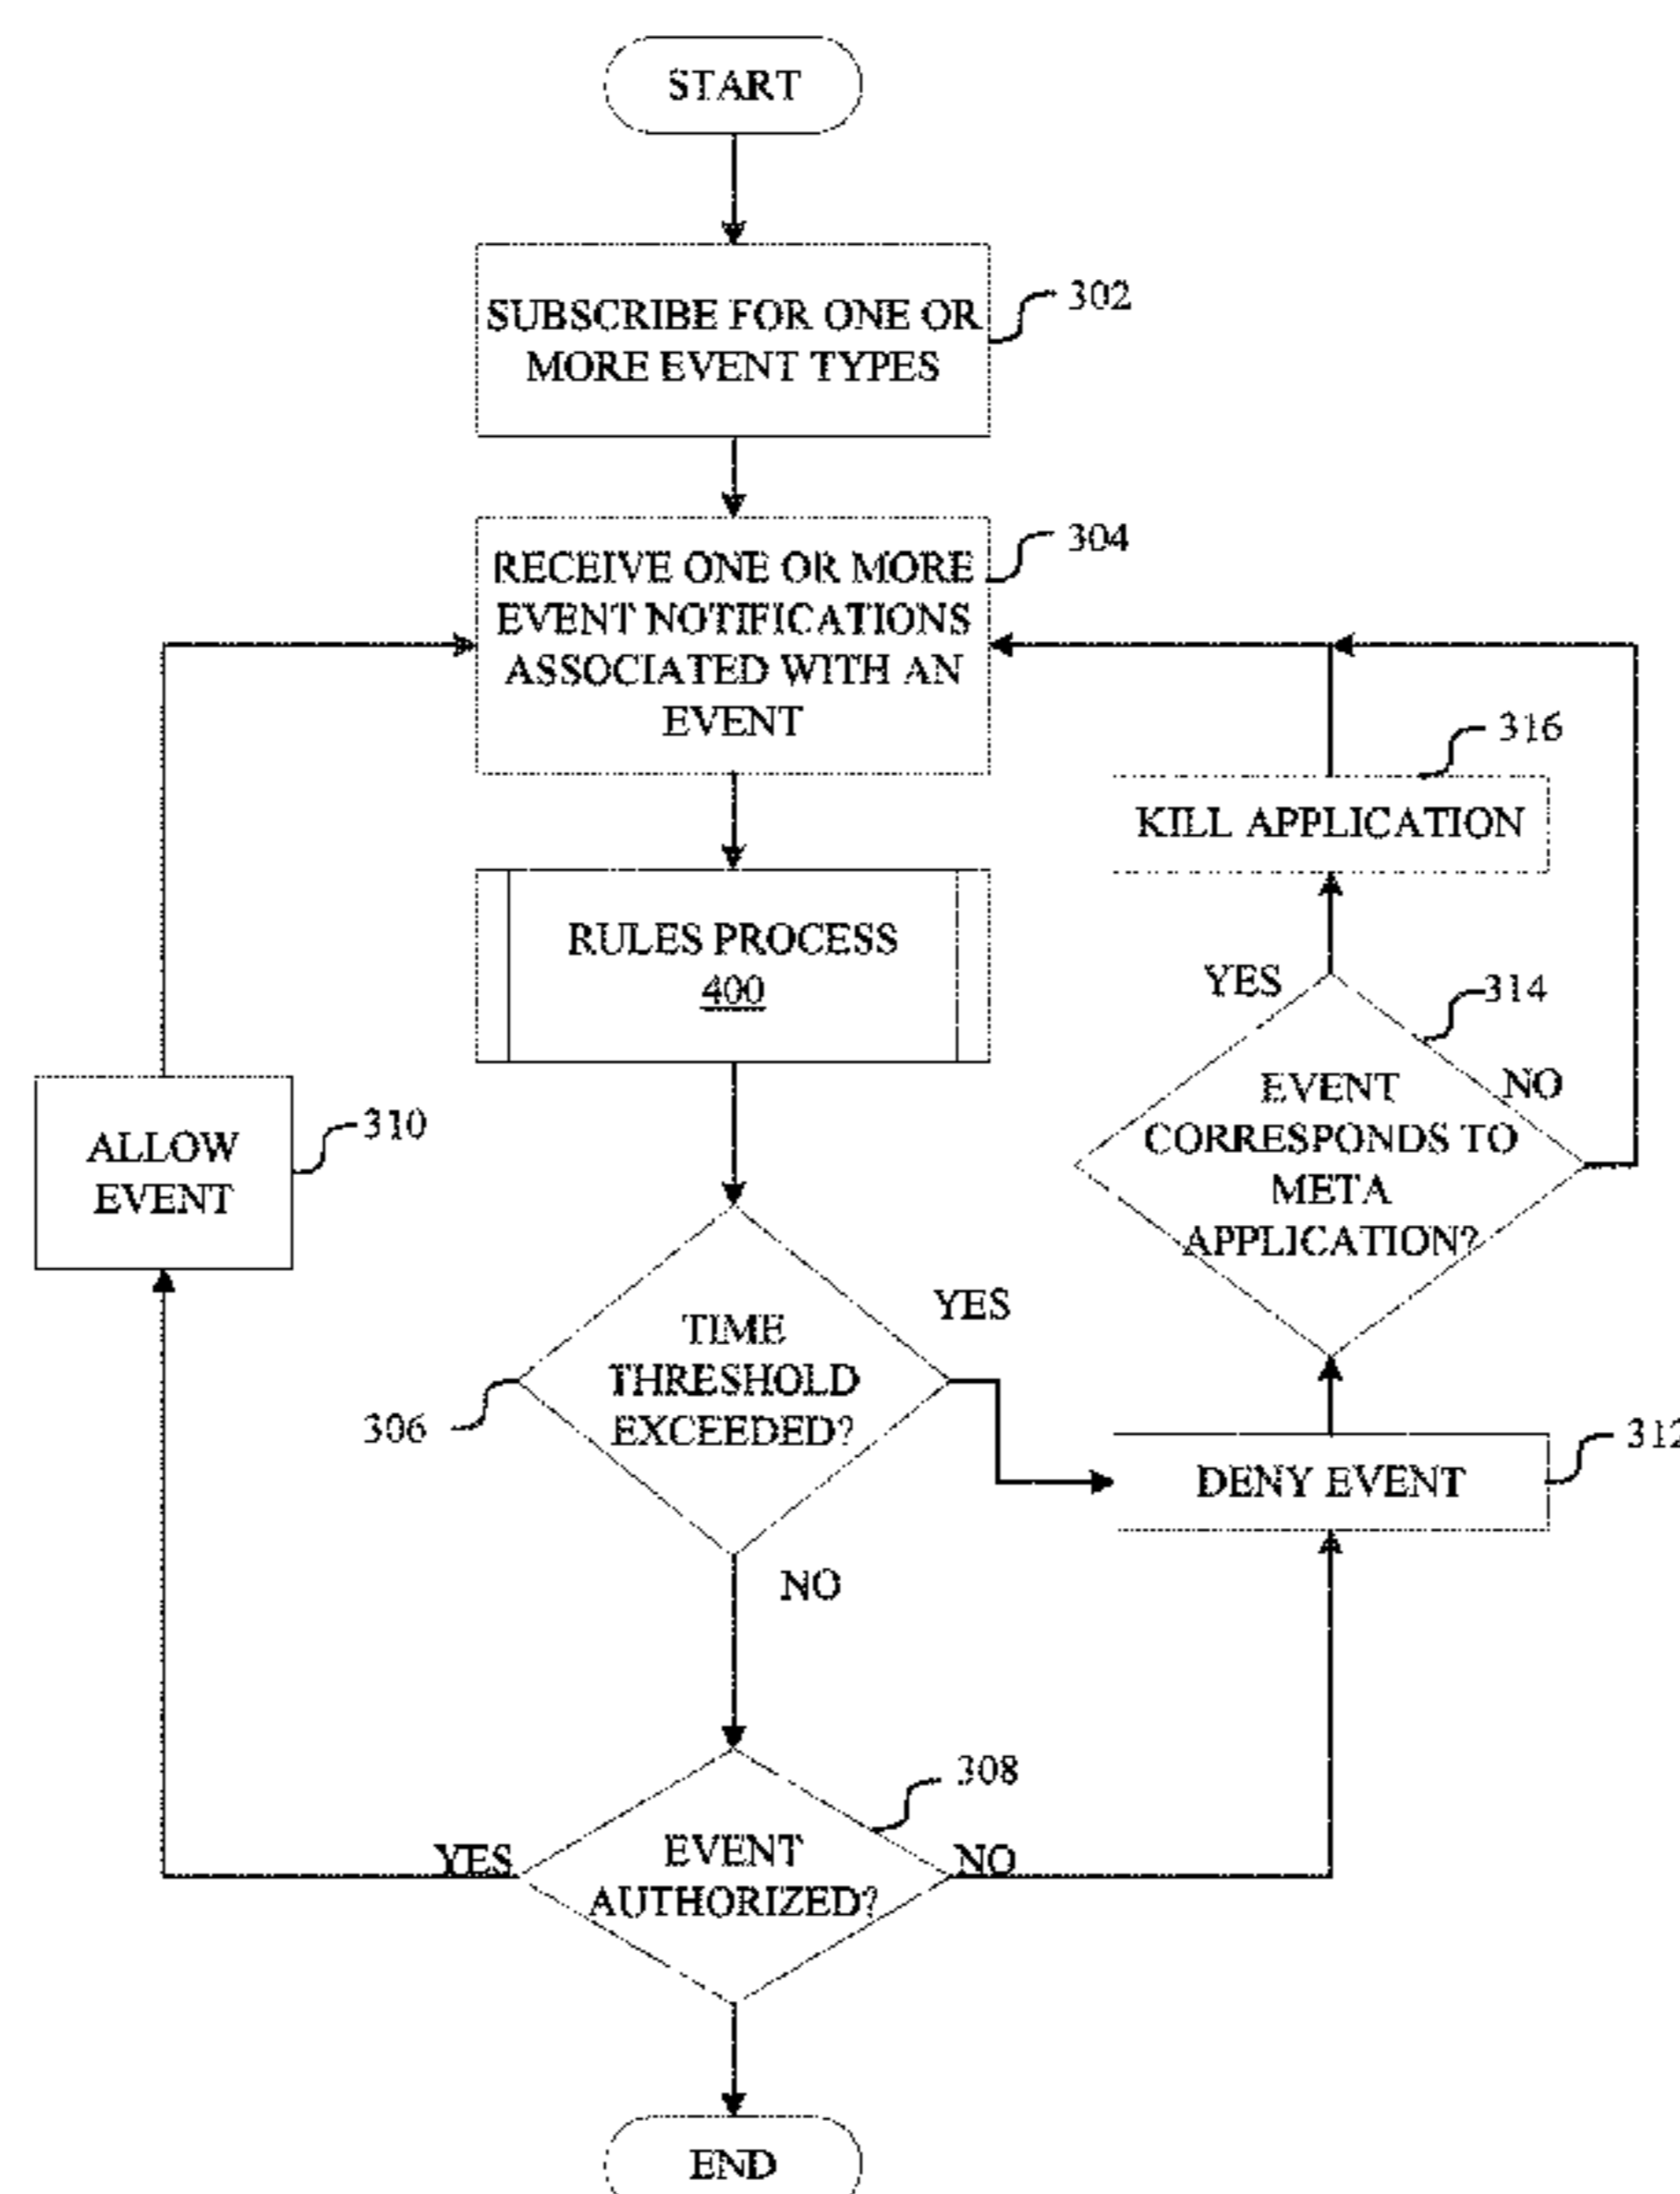 START
SUBSCRIBE FOR ONE OR
MORE EVENT TYPES
302
RECEIVE ONE OR MORE
EVENT NOTIFICATIONS
ASSOCIATED WITH AN
EVENT
304
316
KILL APPLICATION
RULES PROCESS
400
YES
314
NO
EVENT
CORRESPONDS TO
META
APPLICATION?
ALLOW
EVENT
310
TIME
THRESHOLD
EXCEEDED?
YES
306
NO
DENY EVENT
312
308
YES
EVENT
AUTHORIZED?
NO
END